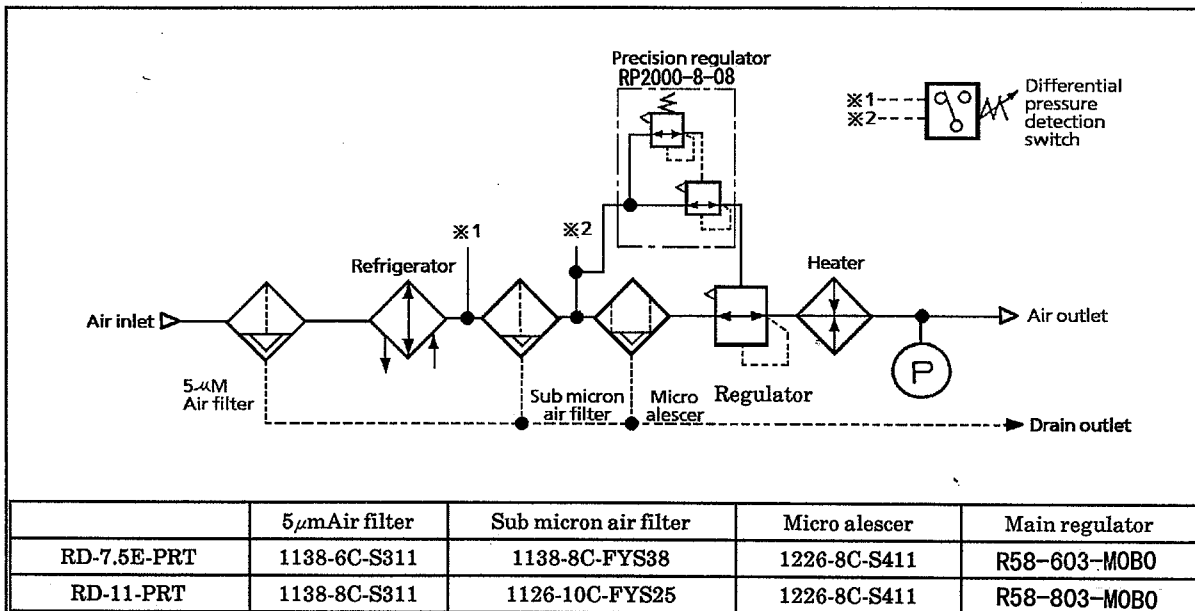 Precision regulator
RP2000-8-08
※1
※2
Differential
pressure
detection
switch
※1
※2
Refrigerator
Heater
Air inlet
Air outlet
P
5μM
Air filter
Sub micron
air filter
Micro
alescer
Regulator
Drain outlet
5μmAir filter Sub micron air filter Micro alescer Main regulator
RD-7.5E-PRT 1138-6C-S311 1138-8C-FYS38 1226-8C-S411 R58-603-MOBO
RD-11-PRT 1138-8C-S311 1126-10C-FYS25 1226-8C-S411 R58-803-MOBO